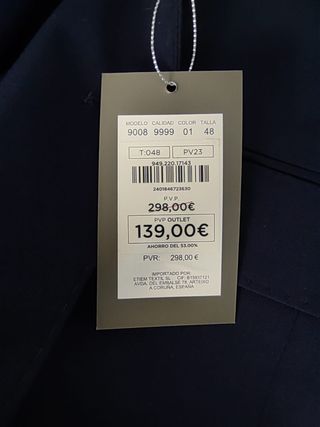 MODELO CALIDAD COLOR TALLA
9008 9999 01 48
T:048 PV23
949.220.17143
2401846723630
P.V.P.
298,00€
PVP OUTLET
139,00€
AHORRO DEL 53.00%
PVR: 298,00€
IMPORTADO POR:
ETIEM TEXTIL SL CIF: B15937121
AVDA. DEL EMBALSE 78, ARTEIXO
A CORUÑA, ESPAÑA